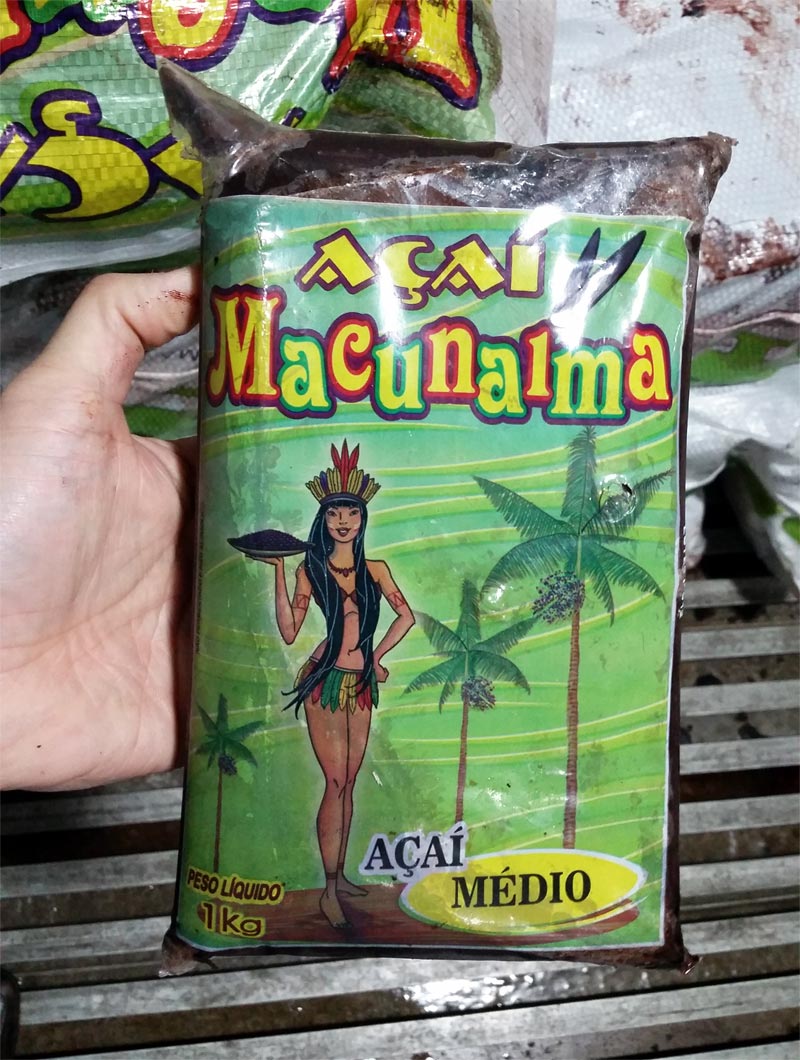 AÇAÍ
Macunaíma
AÇAÍ
MÉDIO
PESO LÍQUIDO
1kg